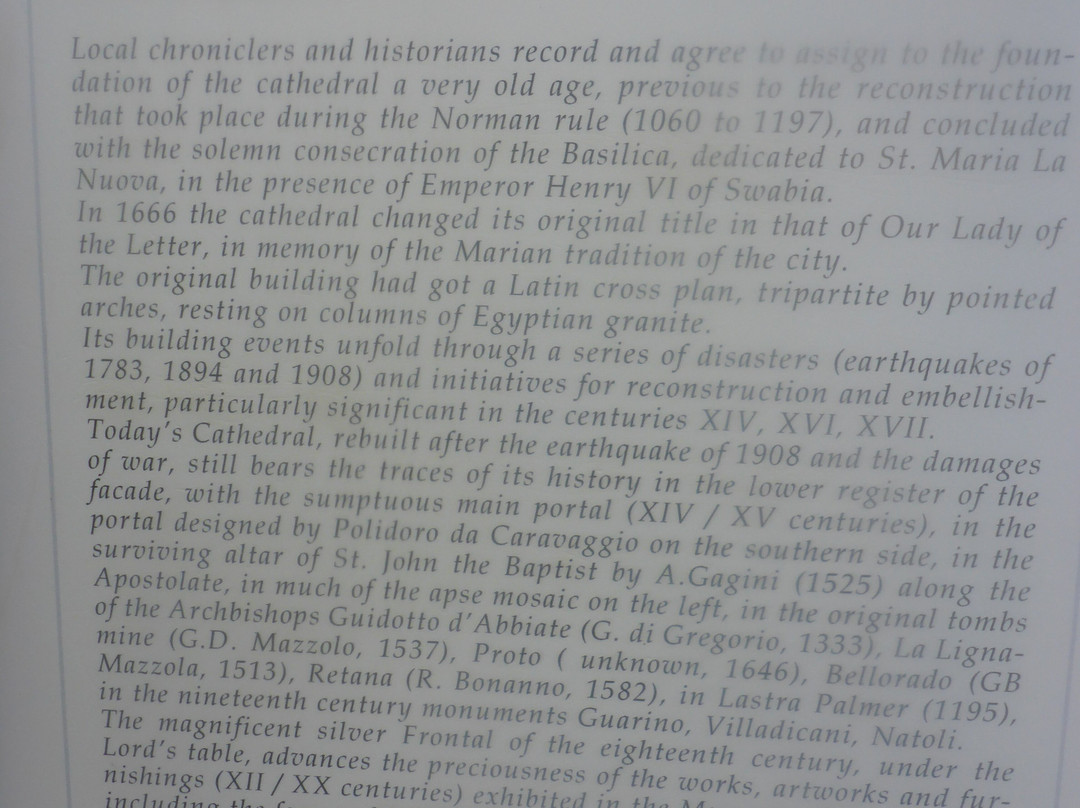 Local chroniclers and historians record and agree to assign to the foun-
dation of the cathedral a very old age, previous to the reconstruction
that took place during the Norman rule (1060 to 1197), and concluded
with the solemn consecration of the Basilica, dedicated to St. Maria La
Nuova, in the presence of Emperor Henry VI of Swabia.
In 1666 the cathedral changed its original title in that of Our Lady of
the Letter, in memory of the Marian tradition of the city.
The original building had got a Latin cross plan, tripartite by pointed
arches, resting on columns of Egyptian granite.
Its building events unfold through a series of disasters (earthquakes of
1783, 1894 and 1908) and initiatives for reconstruction and embellish-
ment, particularly significant in the centuries XIV, XVI, XVII.
Today's Cathedral, rebuilt after the earthquake of 1908 and the damages
of war, still bears the traces of its history in the lower register of the
facade, with the sumptuous main portal (XIV / XV centuries), in the
portal designed by Polidoro da Caravaggio on the southern side, in the
surviving altar of St. John the Baptist by A.Gagini (1525) along the
Apostolate, in much of the apse mosaic on the left, in the original tombs
of the Archbishops Guidotto d'Abbiate (G. di Gregorio, 1333), La Ligna-
mine (G.D. Mazzolo, 1537), Proto ( unknown, 1646), Bellorado (GB
Mazzola, 1513), Retana (R. Bonanno, 1582), in Lastra Palmer (1195),
in the nineteenth century monuments Guarino, Villadicani, Natoli.
The magnificent silver Frontal of the eighteenth century, under the
Lord's table, advances the preciousness of the works, artworks and fur-
nishings (XII / XX centuries) exhibited in the
including the